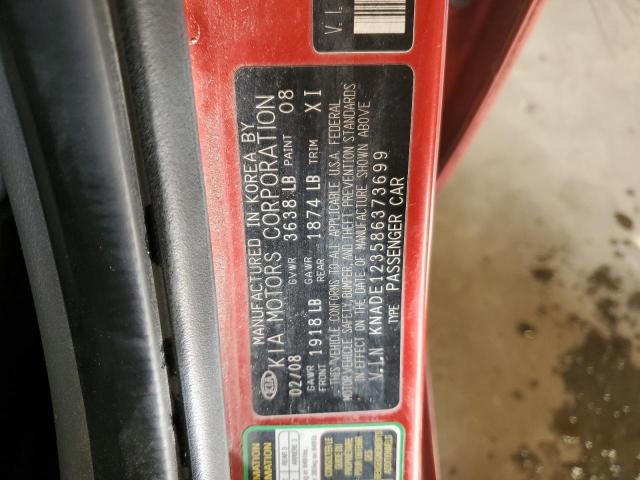 MANUFACTURED IN KOREA BY
KIA MOTORS CORPORATION
KIA
02/08 GVWR 3638 LB PAINT 08
GAWR FRONT 1918 LB GAWR REAR 1874 LB TRIM XI
THIS VEHICLE CONFORMS TO ALL APPLICABLE U.S.A. FEDERAL
MOTOR VEHICLE SAFETY, BUMPER, AND THEFT PREVENTION STANDARDS
IN EFFECT ON THE DATE OF MANUFACTURE SHOWN ABOVE
V.I.N KNADE123586373699
TYPE PASSENGER CAR
V.I.